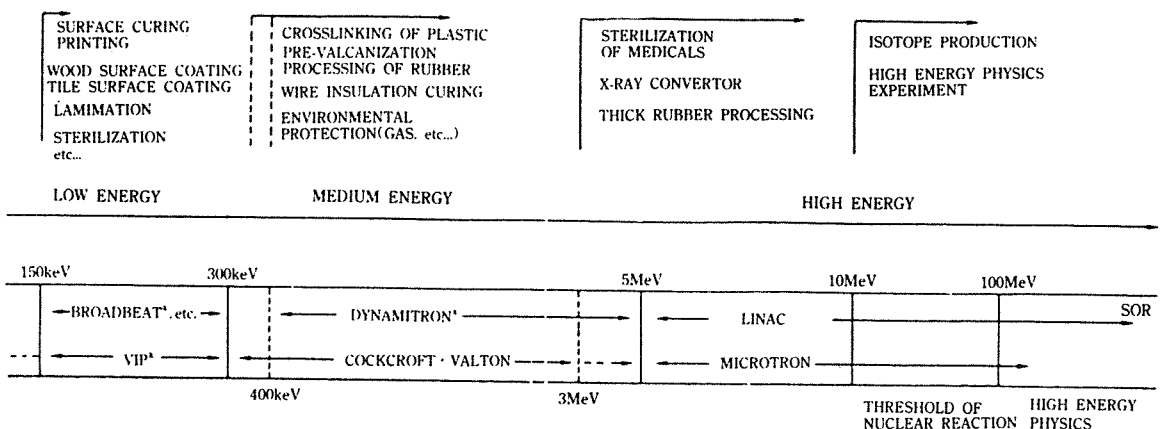 SURFACE CURING
PRINTING
WOOD SURFACE COATING
TILE SURFACE COATING
LAMIMATION
STERILIZATION
etc...
CROSSLINKING OF PLASTIC
PRE-VALCANIZATION
PROCESSING OF RUBBER
WIRE INSULATION CURING
ENVIRONMENTAL
PROTECTION(GAS. etc...)
STERILIZATION
OF MEDICALS
X-RAY CONVERTOR
THICK RUBBER PROCESSING
ISOTOPE PRODUCTION
HIGH ENERGY PHYSICS
EXPERIMENT
LOW ENERGY MEDIUM ENERGY HIGH ENERGY
150keV 300keV 5MeV 10MeV 100MeV
BROADBEAT*. etc. DYNAMITRON* LINAC SOR
VIP* COCKCROFT · VALTON MICROTRON
400keV 3MeV
THRESHOLD OF
NUCLEAR REACTION
HIGH ENERGY
PHYSICS